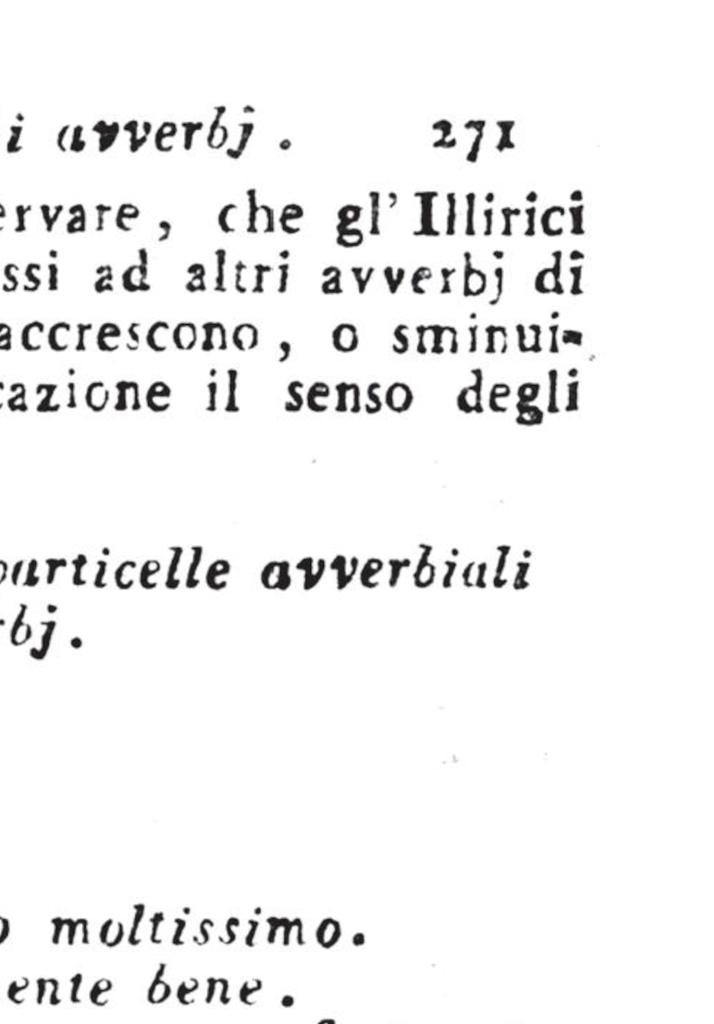 i avverbj . 271
ervare , che gl' Illirici
ssi ad altri avverbj di
accrescono , o sminui-
cazione il senso degli
particelle avverbiali
rbj .
o moltissimo.
ente bene .